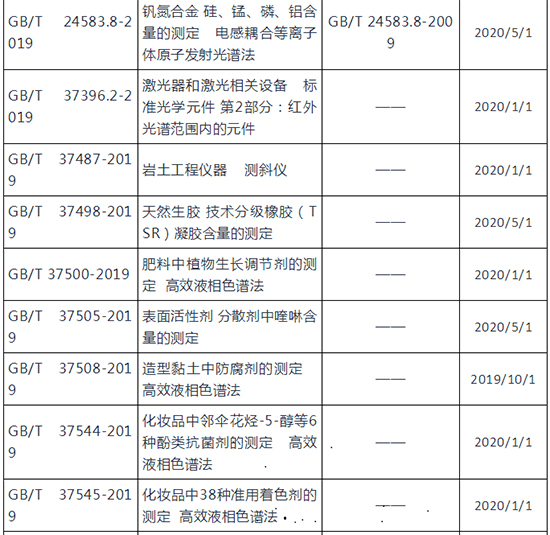 GB/T 24583.8-2
019
钒氮合金 硅、锰、磷、铝含
量的测定 电感耦合等离子
体原子发射光谱法
GB/T 24583.8-200
9
2020/5/1
GB/T 37396.2-2
019
激光器和激光相关设备 标
准光学元件 第2部分：红外
光谱范围内的元件
——
2020/1/1
GB/T 37487-201
9
岩土工程仪器 测斜仪
——
2020/1/1
GB/T 37498-201
9
天然生胶 技术分级橡胶（T
SR）凝胶含量的测定
——
2020/5/1
GB/T 37500-2019
肥料中植物生长调节剂的测
定 高效液相色谱法
——
2020/1/1
GB/T 37505-201
9
表面活性剂 分散剂中喹啉含
量的测定
——
2020/5/1
GB/T 37508-201
9
造型黏土中防腐剂的测定
高效液相色谱法
——
2019/10/1
GB/T 37544-201
9
化妆品中邻伞花烃-5-醇等6
种酚类抗菌剂的测定 高效
液相色谱法
——
2020/1/1
GB/T 37545-201
9
化妆品中38种准用着色剂的
测定 高效液相色谱法
——
2020/1/1